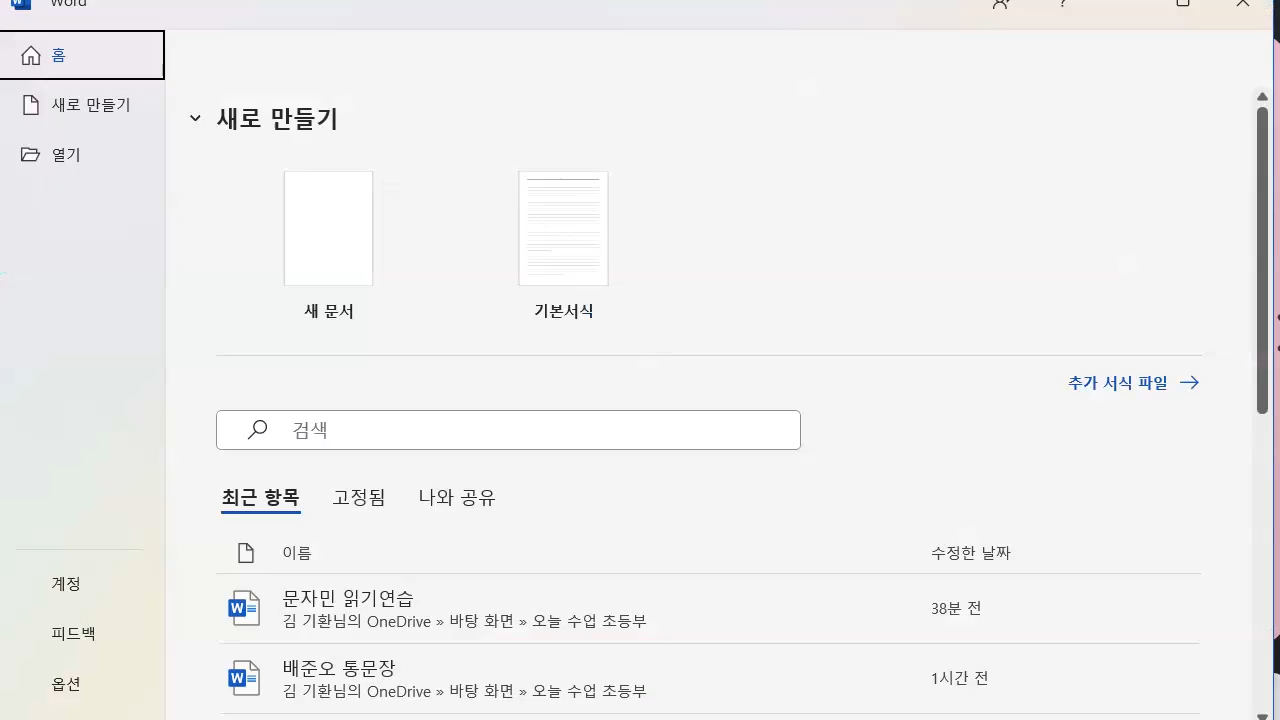 Word
홈
새로 만들기
열기
새로 만들기
새 문서
기본서식
추가 서식 파일
검색
최근 항목 고정됨 나와 공유
이름 수정한 날짜
문자민 읽기연습
김 기환님의 OneDrive » 바탕 화면 » 오늘 수업 초등부
38분 전
배준오 통문장
김 기환님의 OneDrive » 바탕 화면 » 오늘 수업 초등부
1시간 전
계정
피드백
옵션